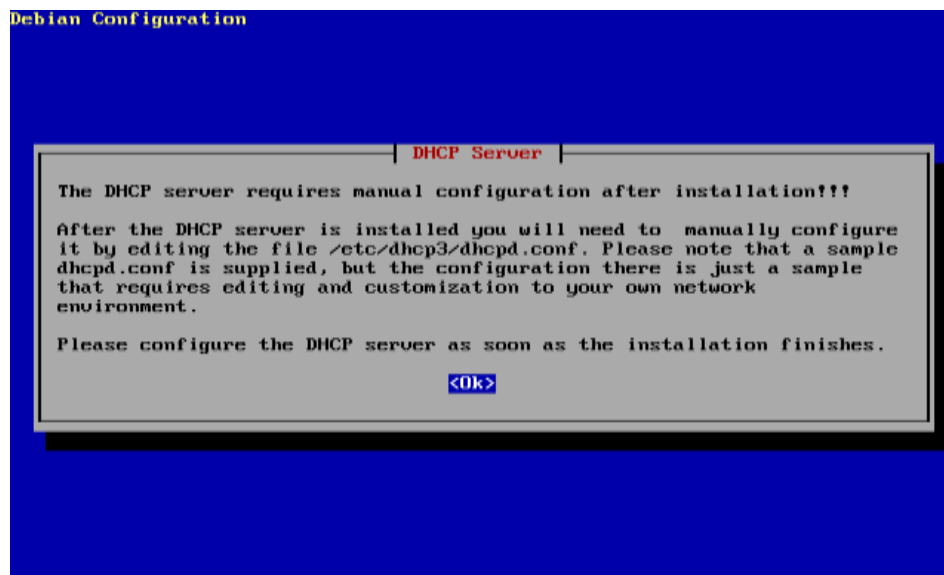 Debian Configuration
DHCP Server
The DHCP server requires manual configuration after installation!!!
After the DHCP server is installed you will need to  manually configure
it by editing the file /etc/dhcp3/dhcpd.conf. Please note that a sample
dhcpd.conf is supplied, but the configuration there is just a sample
that requires editing and customization to your own network
environment.
Please configure the DHCP server as soon as the installation finishes.
<Ok>